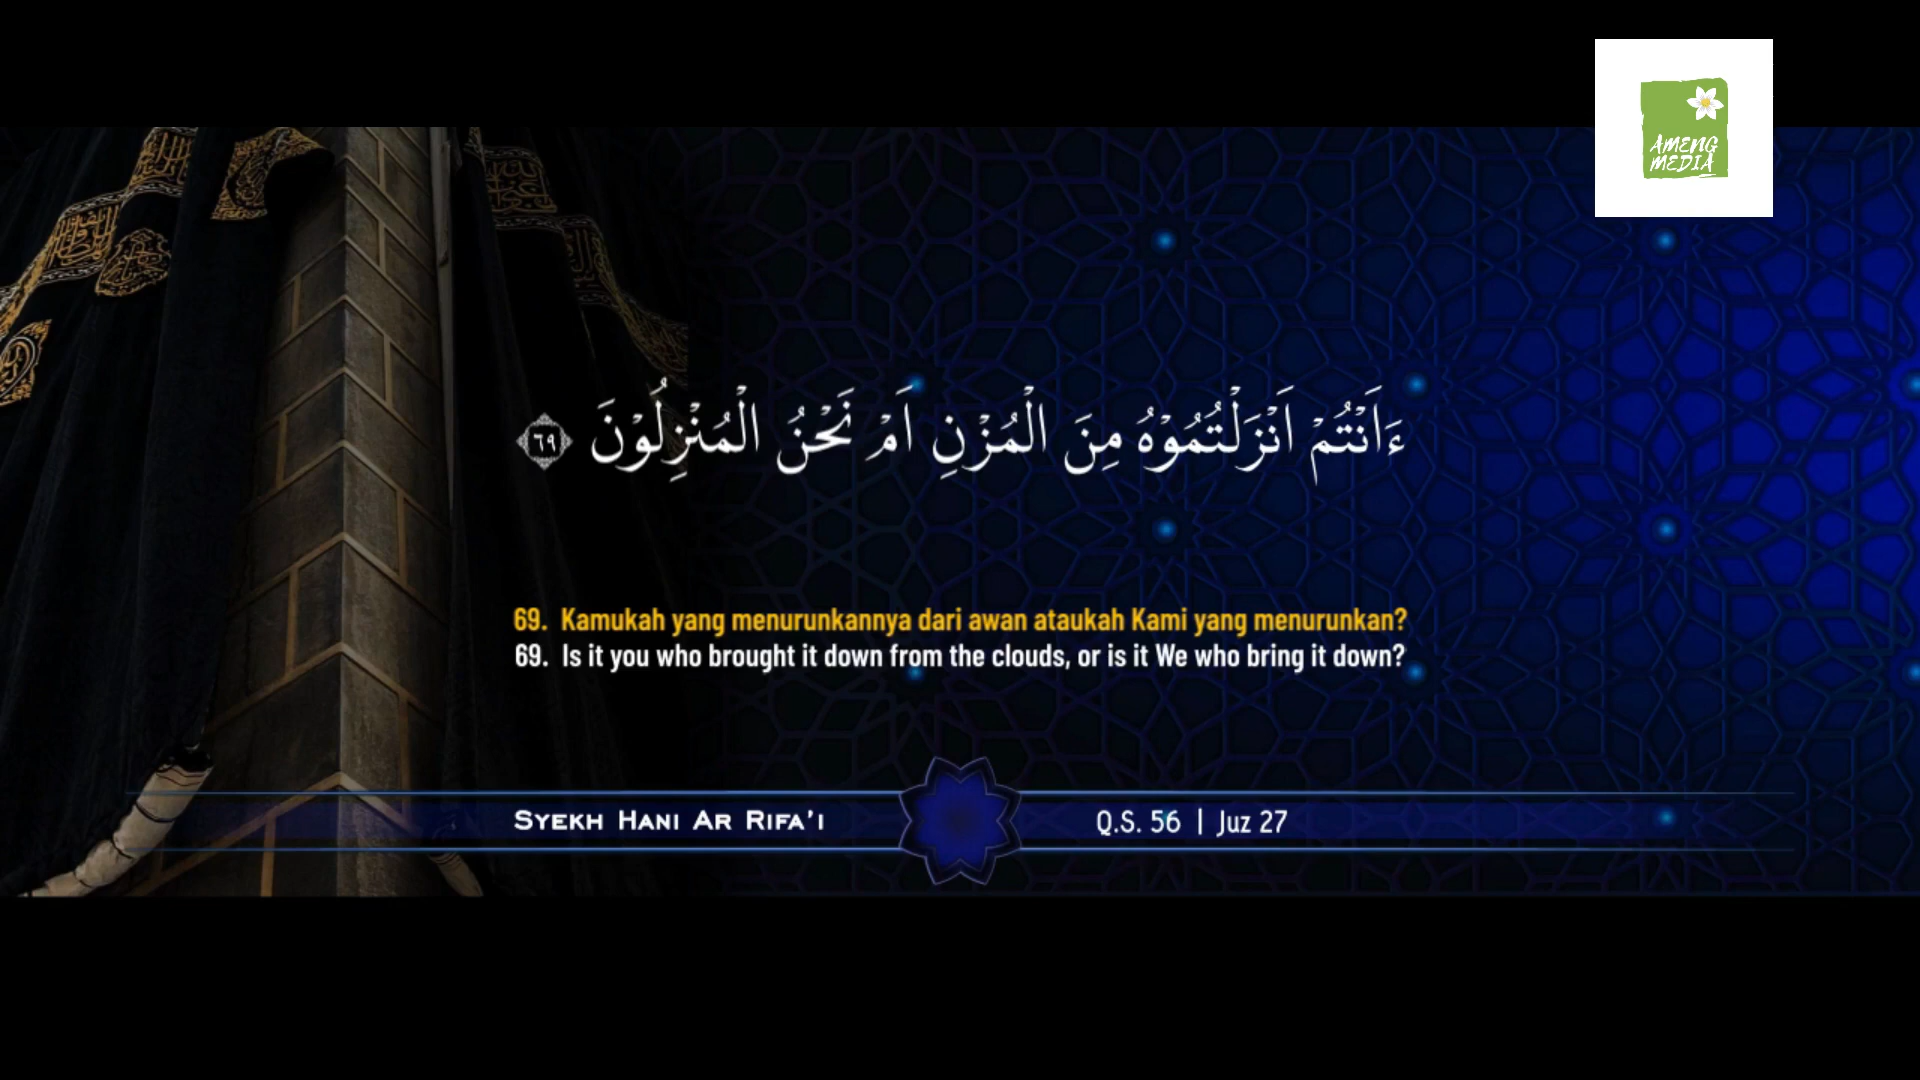 AMENG
MEDIA
ءَاَنْتُمْ اَنْزَلْتُمُوْهُ مِنَ الْمُزْنِ اَمْ نَحْنُ الْمُنْزِلُوْنَ ٦٩
69. Kamukah yang menurunkannya dari awan ataukah Kami yang menurunkan?
69. Is it you who brought it down from the clouds, or is it We who bring it down?
Syekh Hani Ar Rifa'i
Q.S. 56 | Juz 27